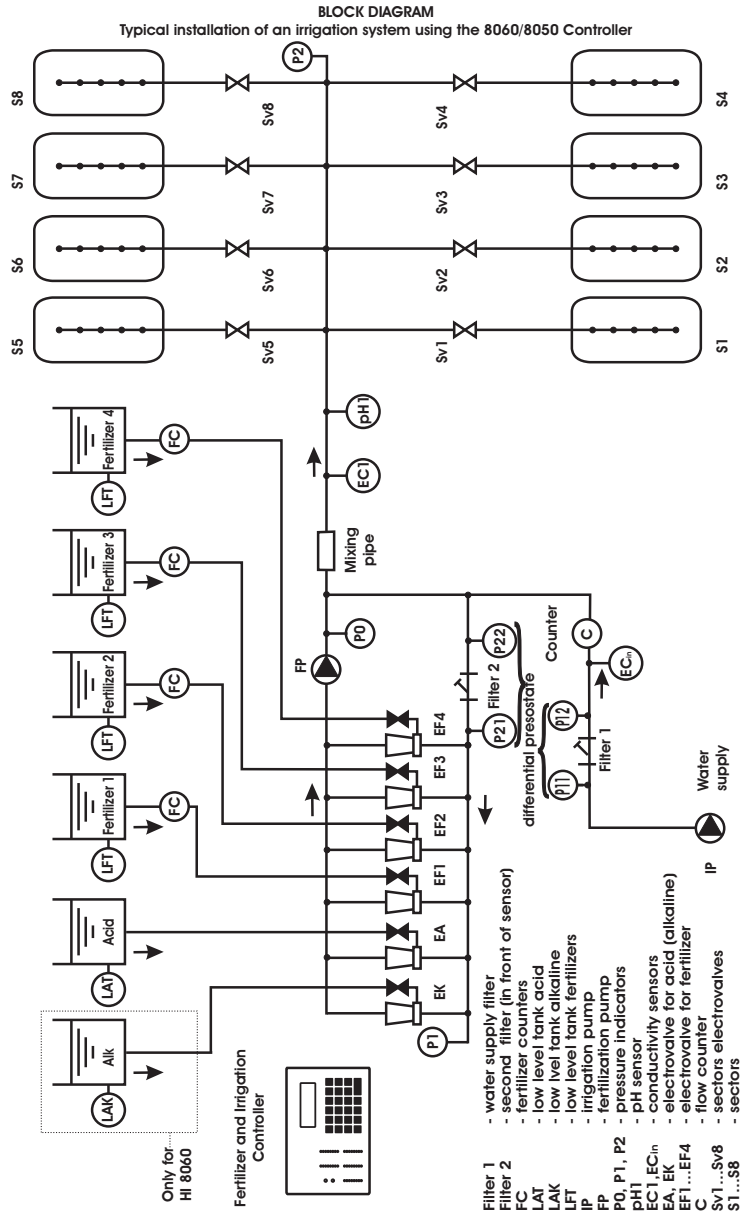 BLOCK DIAGRAM
Typical installation of an irrigation system using the 8060/8050 Controller
S8
S7
S6
S5
Sv8
Sv7
Sv6
Sv5
P2
Sv4
Sv3
Sv2
Sv1
S4
S3
S2
S1
Only for
HI 8060
Alk
LAK
Acid
LAT
Fertilizer 1
LFT
FC
Fertilizer 2
LFT
FC
Fertilizer 3
LFT
FC
Fertilizer 4
LFT
FC
Fertilizer and Irrigation
Controller
P1
EK
EA
EF1
EF2
EF3
EF4
FP
P0
Mixing
pipe
EC1
pH1
P21
Filter 2
P22
differential presostate
P11
Filter 1
P12
Counter
C
ECin
Water
supply
IP
Filter 1 - water supply filter
Filter 2 - second filter (in front of sensor)
FC - fertilizer counters
LAT - low level tank acid
LAK - low lvel tank alkaline
LFT - low level tank fertilizers
IP - irrigation pump
FP - fertilization pump
P0, P1, P2 - pressure indicators
pH1 - pH sensor
EC1,ECin - conductivity sensors
EA, EK - electrovalve for acid (alkaline)
EF1...EF4 - electrovalve for fertilizer
C - flow counter
Sv1...Sv8 - sectors electrovalves
S1...S8 - sectors